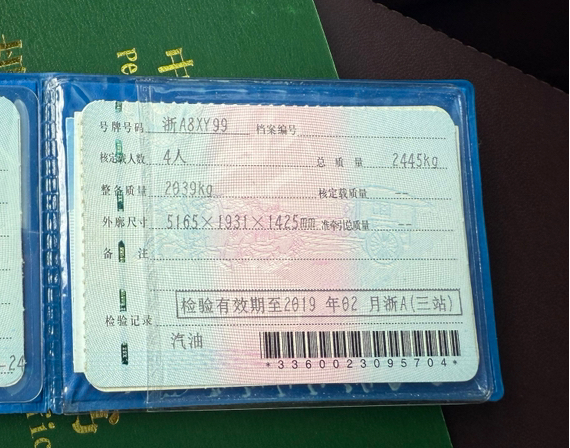 号牌号码 浙A8XY99 档案编号
核定载人数 4人 总质量 2445kg
整备质量 2039kg 核定载质量 --
外廓尺寸 5165×1931×1425mm 准牵引总质量 --
备注
检验有效期至2019 年02 月浙A(三站)
检验记录
汽油
*3360023095704*
-24
中
pe